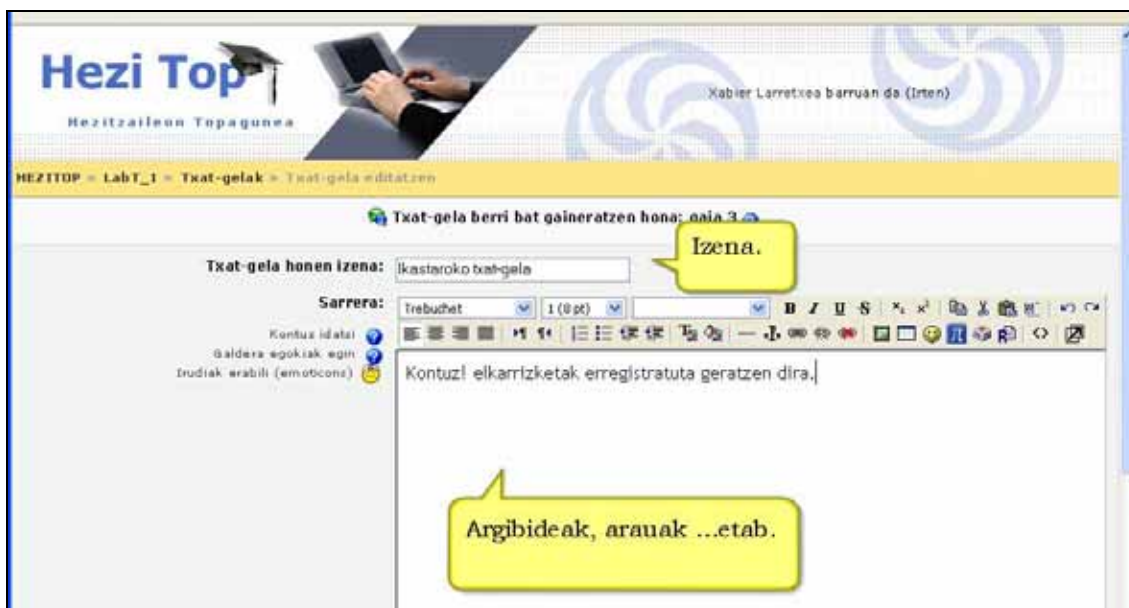 Hezi Top
Hezitzaileon Topagunea
Xabier Larretxea barruan da (Irten)
HEZITOP » LabT_1 » Txat-gelak » Txat-gela editatzen
Txat-gela berri bat gaineratzen hona: gaia 3
Izena.
Txat-gela honen izena: Ikastaroko txat-gela
Sarrera: Trebuchet 1 (8 pt) B I U S
Kontuz idatzi
Galdera egokiak egin
Irudiak erabili (emoticons)
Kontuz! elkarrizketak erregistratuta geratzen dira.
Argibideak, arauak ...etab.